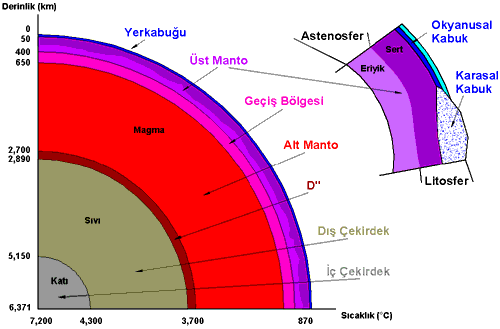 Derinlik (km)
0
50
400
650
2,700
2,890
5,150
6,371
7,200
4,300
3,700
870
Sıcaklık (°C)
Yerkabuğu
Üst Manto
Geçiş Bölgesi
Magma
Alt Manto
D"
Sıvı
Dış Çekirdek
Katı
İç Çekirdek
Astenosfer
Sert
Eriyik
Okyanusal
Kabuk
Karasal
Kabuk
Litosfer